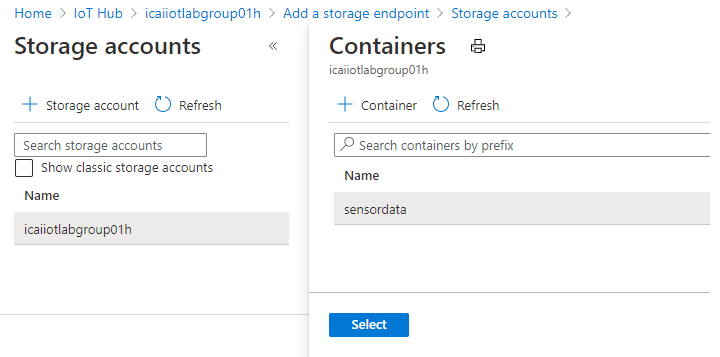 Home > IoT Hub > icaiiotlabgroup01h > Add a storage endpoint > Storage accounts >
Storage accounts «
+ Storage account Refresh
Search storage accounts
Show classic storage accounts
Name
icaiiotlabgroup01h
Containers
icaiiotlabgroup01h
+ Container Refresh
Search containers by prefix
Name
sensordata
Select